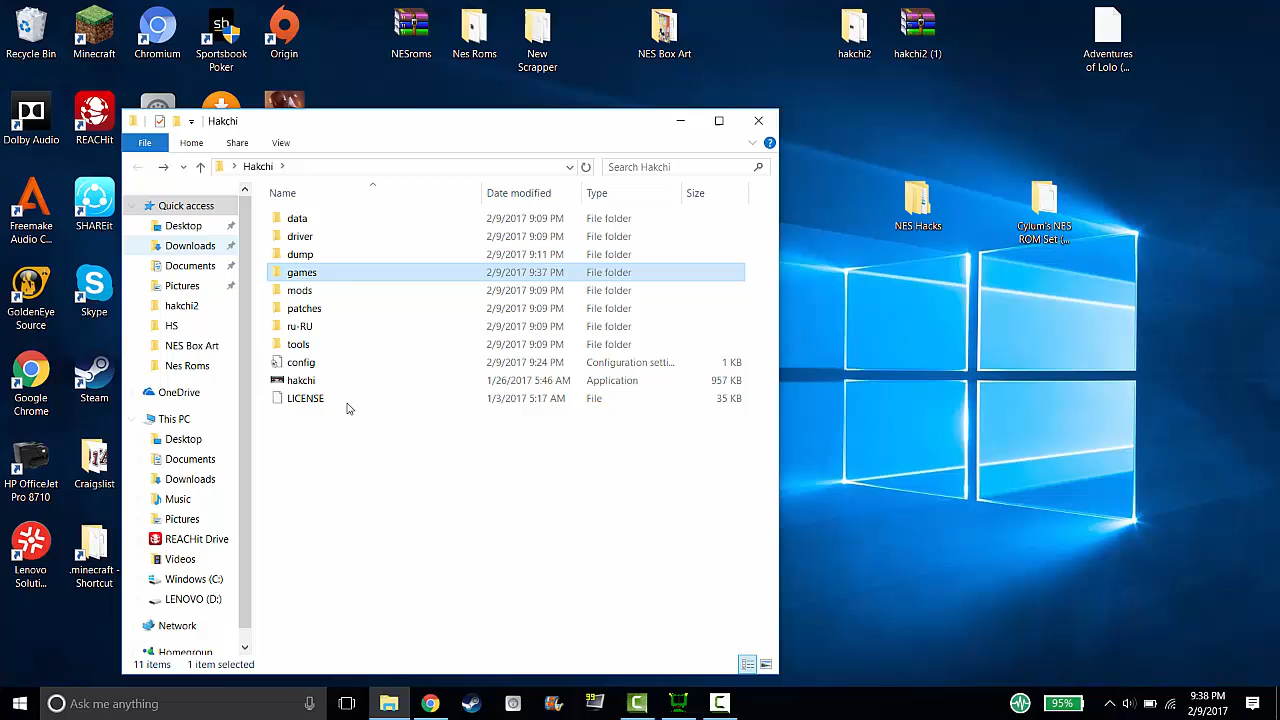 Recycle Bin
Minecraft
Chromium
Sportsbook
Poker
Origin
NESroms
Nes Roms
New
Scrapper
NES Box Art
hakchi2
hakchi2 (1)
Adventures
of Lolo (...
Dolby Audio
REACHit
Freemake
Audio C...
SHAREit
GoldenEye
Source
Skype
Google
Chrome
Steam
HP OfficeJet
Pro 8710
Craigslist
Lenovo
Soluti...
.minecraft -
Shortcut
NES Hacks
Cylum's NES
ROM Set (...
Hakchi
File
Home
Share
View
Hakchi
Search Hakchi
Name
Date modified
Type
Size
Quick access
Desktop
Downloads
Documents
Pictures
hakchi2
HS
NES Box Art
Nes Roms
OneDrive
This PC
Desktop
Documents
Downloads
Music
Pictures
REACHit Drive
Videos
Windows (C:)
LENOVO (D:)
Network
Homegroup
data 2/9/2017 9:09 PM File folder
driver 2/9/2017 9:09 PM File folder
dump 2/9/2017 9:11 PM File folder
games 2/9/2017 9:37 PM File folder
mods 2/9/2017 9:09 PM File folder
patches 2/9/2017 9:09 PM File folder
ru-RU 2/9/2017 9:09 PM File folder
tools 2/9/2017 9:09 PM File folder
config 2/9/2017 9:24 PM Configuration setti... 1 KB
hakchi 1/26/2017 5:46 AM Application 957 KB
LICENSE 1/3/2017 5:17 AM File 35 KB
11 items 1 item selected
Ask me anything
95%
9:38 PM
2/9/2017